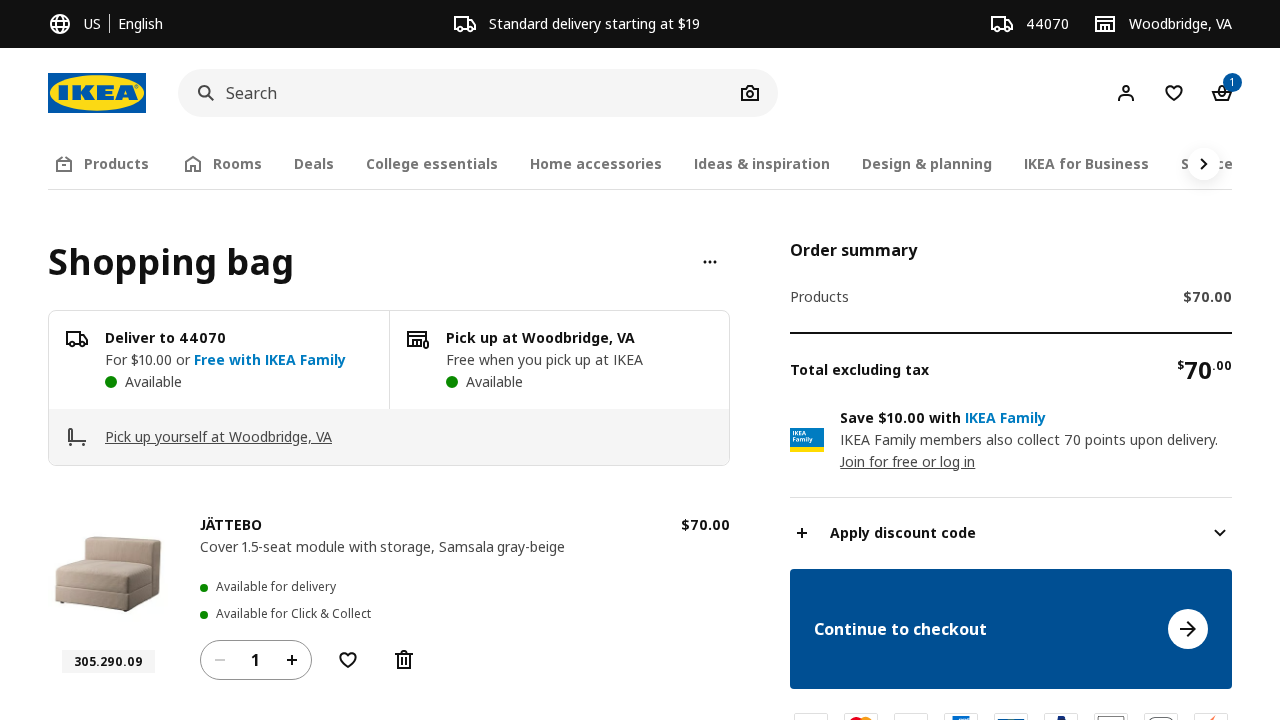 US | English
Standard delivery starting at $19
44070
Woodbridge, VA
IKEA
Search
1
Products
Rooms
Deals
College essentials
Home accessories
Ideas & inspiration
Design & planning
IKEA for Business
Shopping bag
Deliver to 44070
For $10.00 or Free with IKEA Family
Available
Pick up at Woodbridge, VA
Free when you pick up at IKEA
Available
Pick up yourself at Woodbridge, VA
JÄTTEBO
$70.00
Cover 1.5-seat module with storage, Samsala gray-beige
Available for delivery
Available for Click & Collect
305.290.09
1
Order summary
Products
$70.00
Total excluding tax
$70.00
IKEA
Family
Save $10.00 with IKEA Family
IKEA Family members also collect 70 points upon delivery.
Join for free or log in
Apply discount code
Continue to checkout